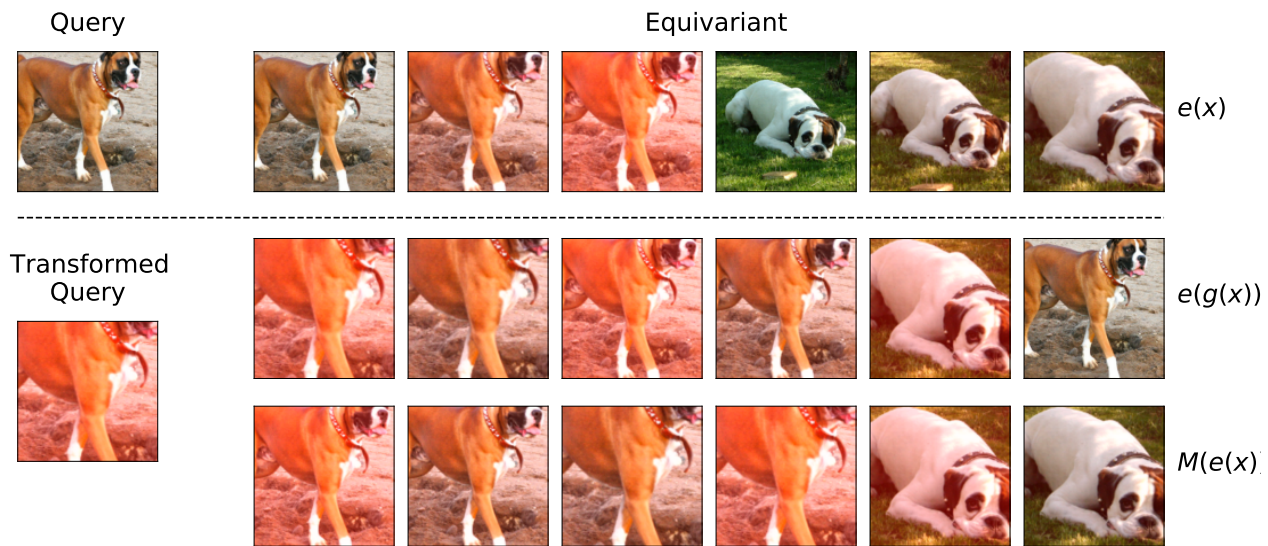 Query
Equivariant
e(x)
Transformed
Query
e(g(x))
M(e(x))